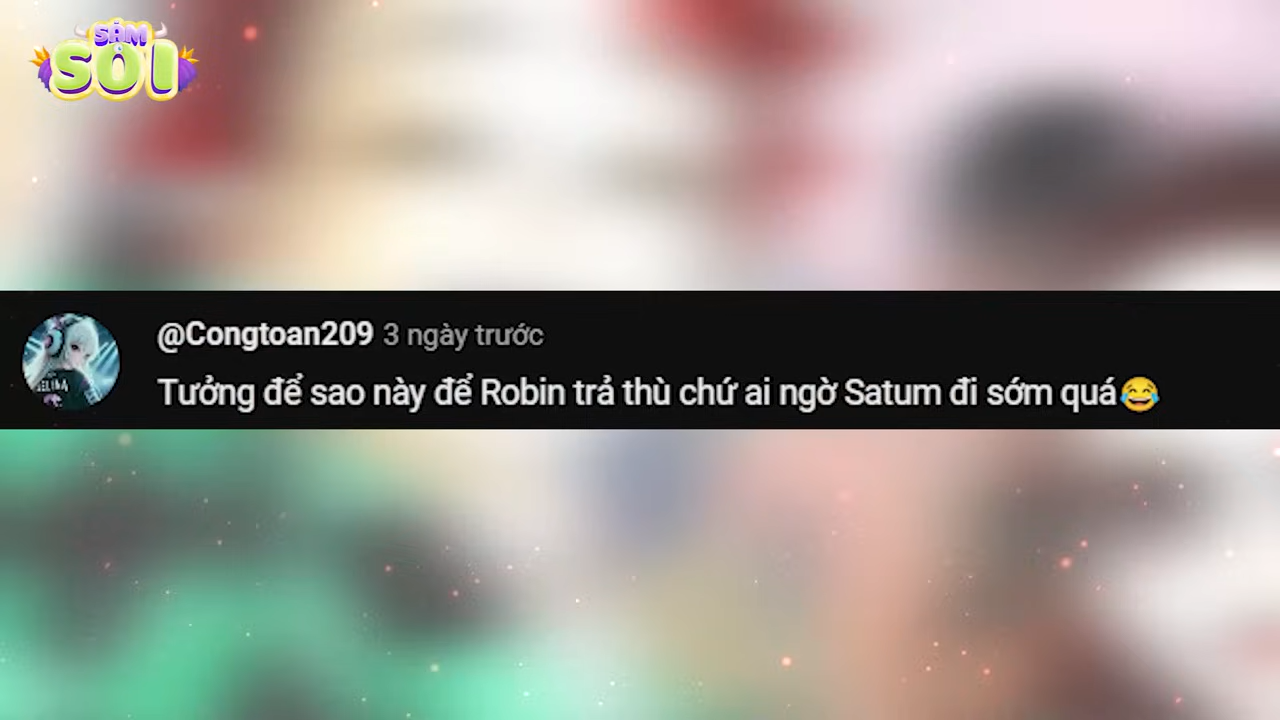 SÂM
SÒI
@Congtoan209 3 ngày trước
Tưởng để sao này để Robin trả thù chứ ai ngờ Satum đi sớm quá😂